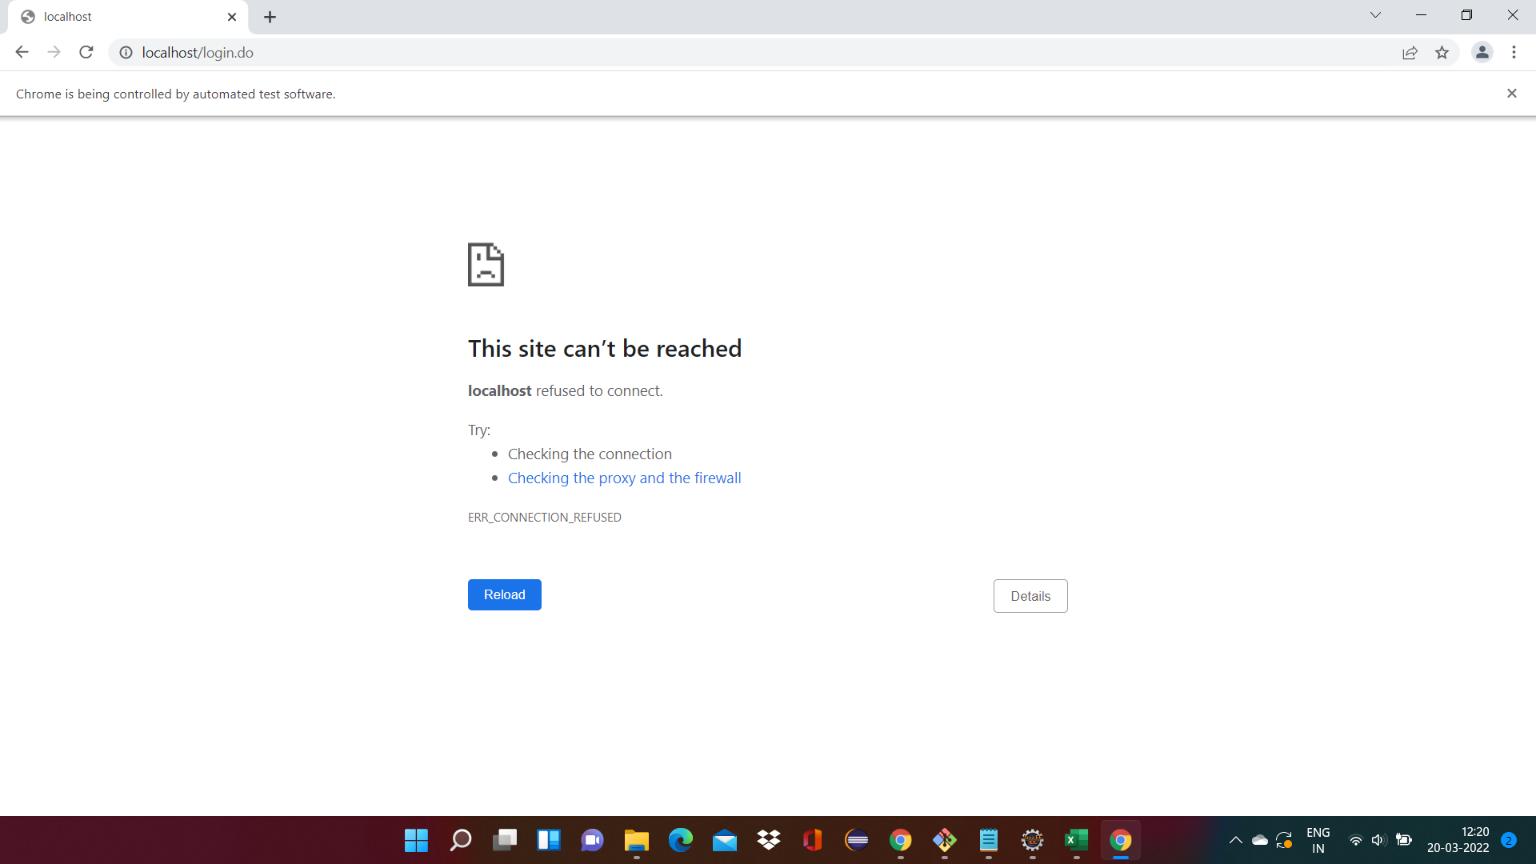 localhost
localhost/login.do
Chrome is being controlled by automated test software.
This site can’t be reached
localhost refused to connect.
Try:
• Checking the connection
• Checking the proxy and the firewall
ERR_CONNECTION_REFUSED
Reload
Details
ENG
IN
12:20
20-03-2022
2